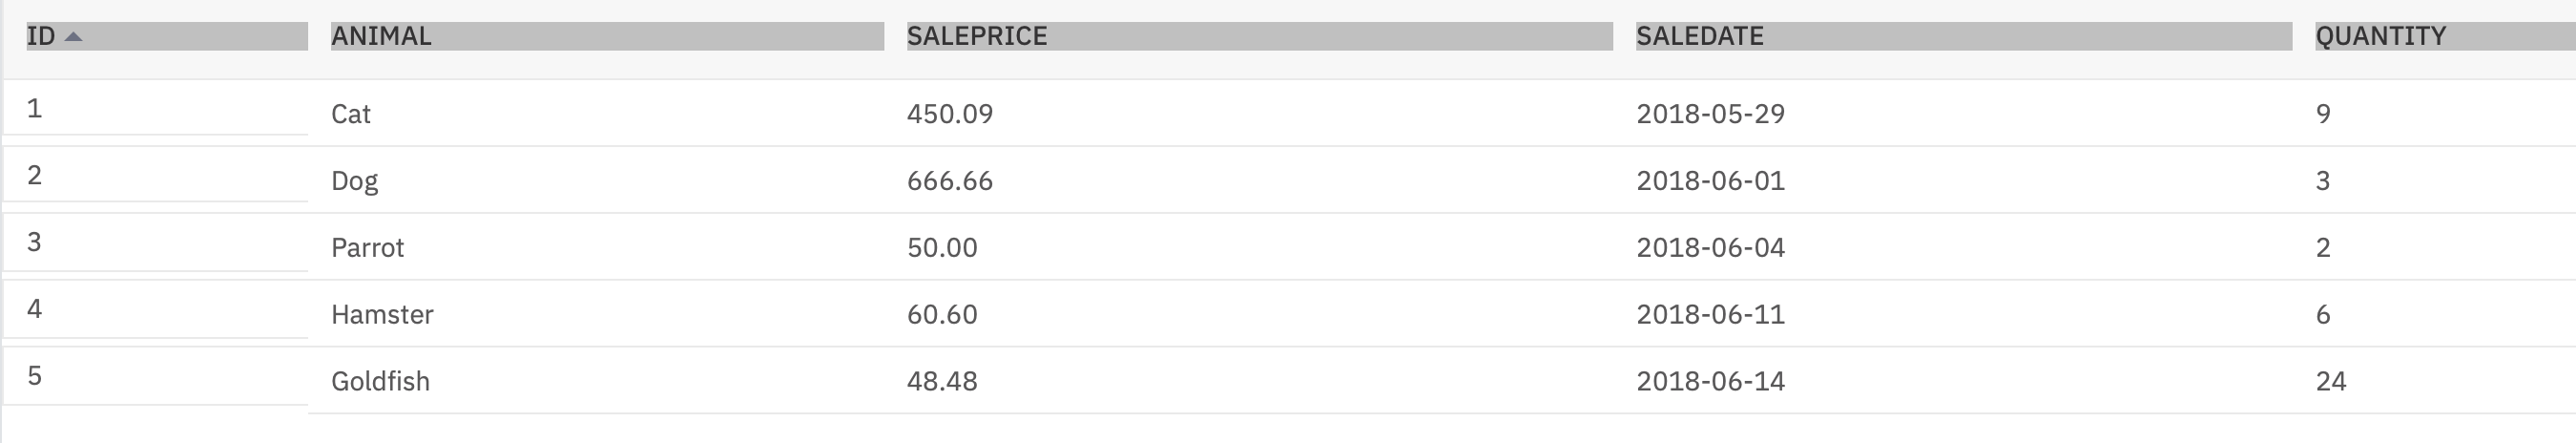 ID ANIMAL SALEPRICE SALEDATE QUANTITY
1 Cat 450.09 2018-05-29 9
2 Dog 666.66 2018-06-01 3
3 Parrot 50.00 2018-06-04 2
4 Hamster 60.60 2018-06-11 6
5 Goldfish 48.48 2018-06-14 24